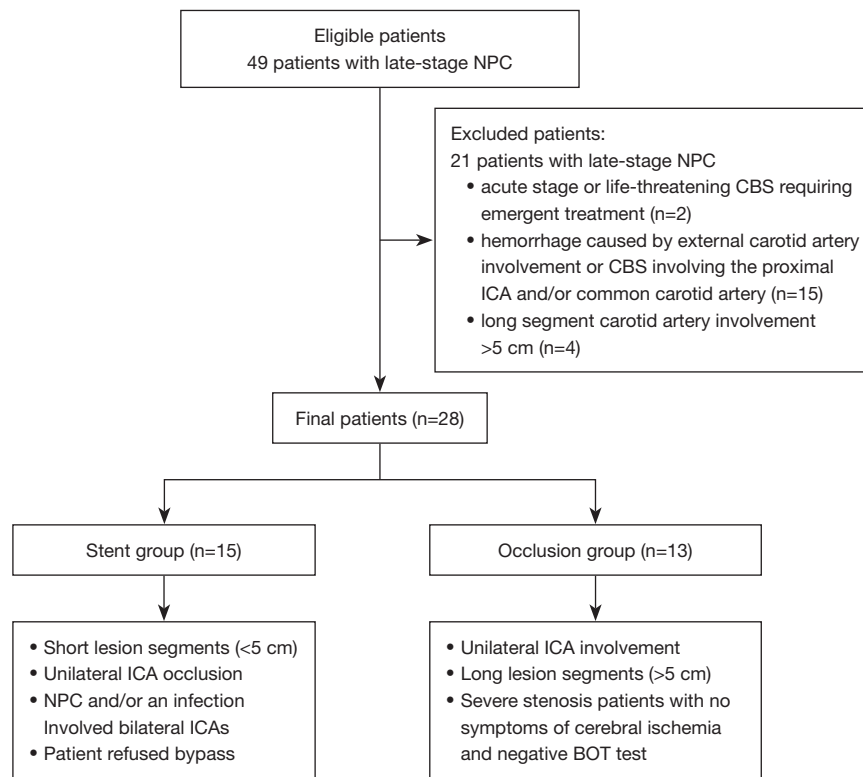 Eligible patients
49 patients with late-stage NPC
Excluded patients:
21 patients with late-stage NPC
• acute stage or life-threatening CBS requiring
emergent treatment (n=2)
• hemorrhage caused by external carotid artery
involvement or CBS involving the proximal
ICA and/or common carotid artery (n=15)
• long segment carotid artery involvement
>5 cm (n=4)
Final patients (n=28)
Stent group (n=15)
Occlusion group (n=13)
• Short lesion segments (<5 cm)
• Unilateral ICA occlusion
• NPC and/or an infection
Involved bilateral ICAs
• Patient refused bypass
• Unilateral ICA involvement
• Long lesion segments (>5 cm)
• Severe stenosis patients with no
symptoms of cerebral ischemia
and negative BOT test